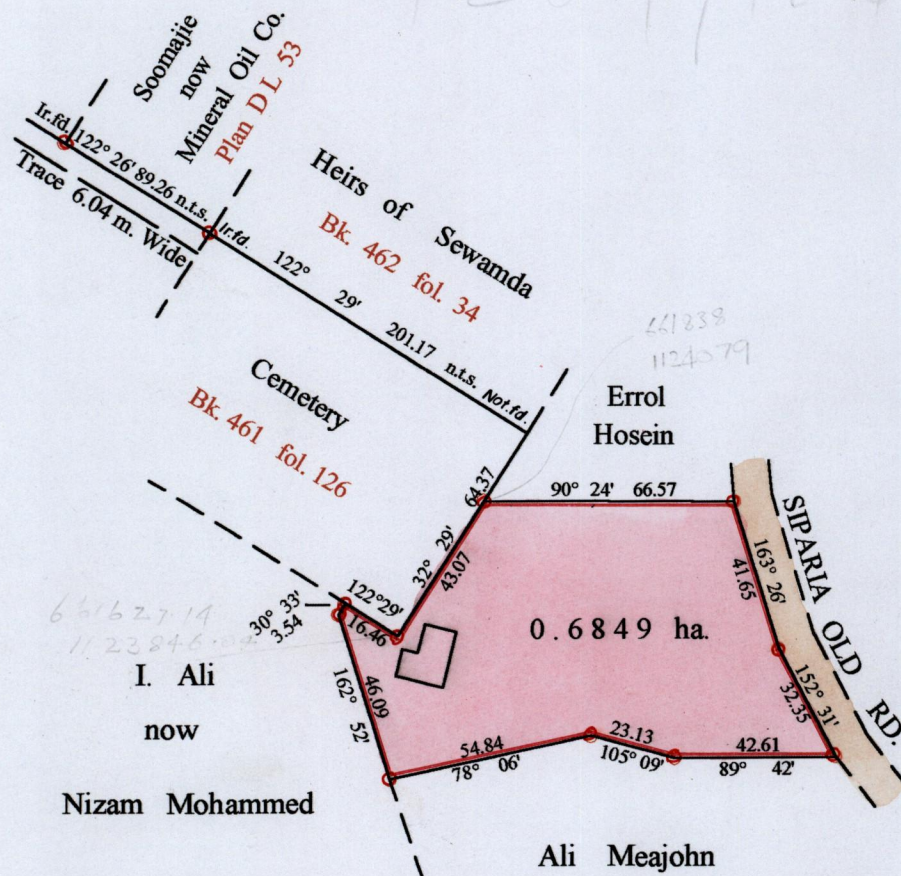 Soomajie
now
Mineral Oil Co.
Plan D L 53
Ir.fd. 122° 26' 89.26 n.t.s. Ir.fd.
Trace 6.04 m. Wide
Heirs of Sewamda
Bk. 462 fol. 34
122° 29' 201.17 n.t.s. Not.fd.
661838
1124079
Cemetery
Bk. 461 fol. 126
Errol
Hosein
64.37
90° 24' 66.57
32° 29'
43.07
SIPARIA OLD RD.
163° 26'
41.65
122°29'
16.46
30° 33'
3.54
0.6849 ha.
661627.14
1123846.04
I. Ali
now
Nizam Mohammed
46.09
162° 52'
152° 31'
32.35
54.84
78° 06'
23.13
105° 09'
42.61
89° 42'
Ali Meajohn